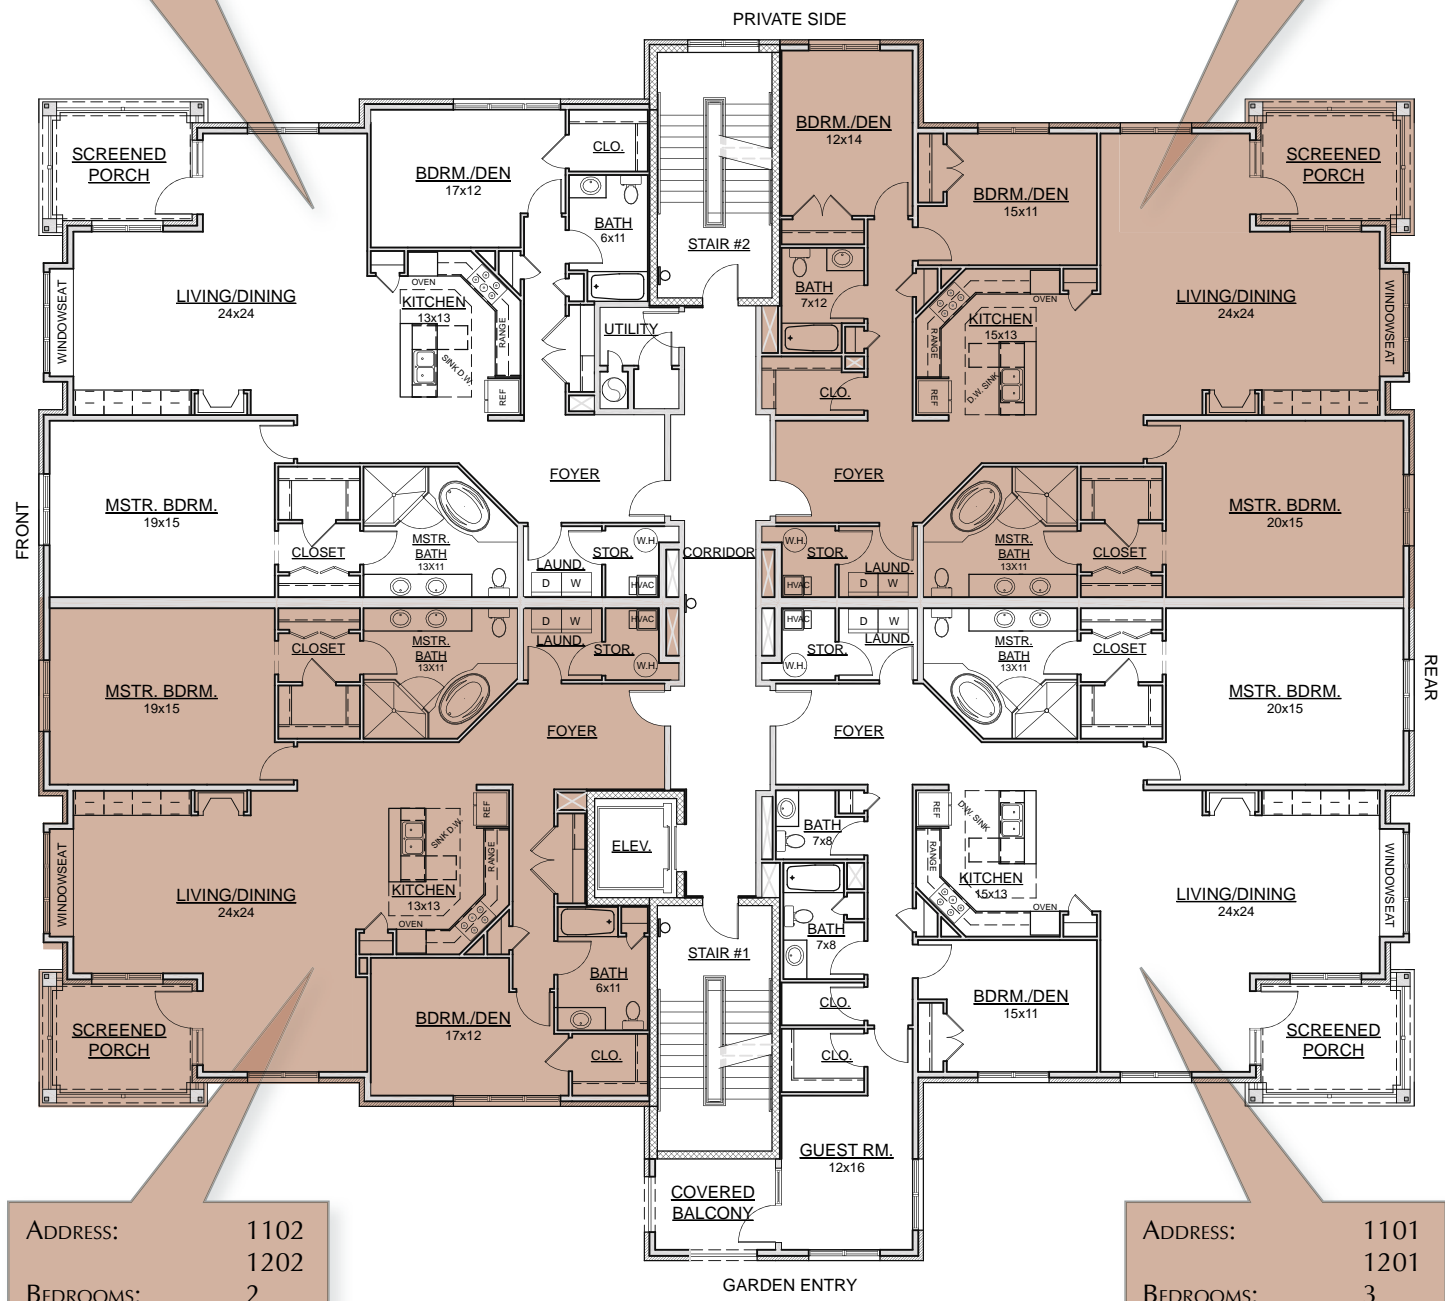 PRIVATE SIDE
SCREENED
PORCH
BDRM./DEN
17x12
CLO.
BATH
6x11
STAIR #2
BDRM./DEN
12x14
BDRM./DEN
15x11
SCREENED
PORCH
WINDOWSEAT
LIVING/DINING
24x24
OVEN
KITCHEN
13x13
RANGE
SINK D.W.
REF
UTILITY
BATH
7x12
CLO.
OVEN
KITCHEN
15x13
RANGE
D.W. SINK
REF
LIVING/DINING
24x24
WINDOWSEAT
FRONT
MSTR. BDRM.
19x15
CLOSET
MSTR.
BATH
13X11
FOYER
LAUND.
D W
STOR.
W.H.
HVAC
CORRIDOR
FOYER
W.H.
STOR.
HVAC
LAUND.
D W
MSTR.
BATH
13X11
CLOSET
MSTR. BDRM.
20x15
MSTR. BDRM.
19x15
CLOSET
MSTR.
BATH
13X11
D W
LAUND.
HVAC
STOR.
W.H.
FOYER
HVAC
STOR.
W.H.
D W
LAUND.
FOYER
MSTR.
BATH
13X11
CLOSET
MSTR. BDRM.
20x15
REAR
WINDOWSEAT
LIVING/DINING
24x24
REF
SINK D.W.
RANGE
KITCHEN
13x13
OVEN
ELEV.
BATH
7x8
BATH
7x8
REF
D.W. SINK
RANGE
KITCHEN
15x13
OVEN
LIVING/DINING
24x24
WINDOWSEAT
SCREENED
PORCH
BDRM./DEN
17x12
BATH
6x11
CLO.
STAIR #1
CLO.
CLO.
BDRM./DEN
15x11
SCREENED
PORCH
GUEST RM.
12x16
COVERED
BALCONY
GARDEN ENTRY
ADDRESS: 1102
1202
BEDROOMS: 2
ADDRESS: 1101
1201
BEDROOMS: 3